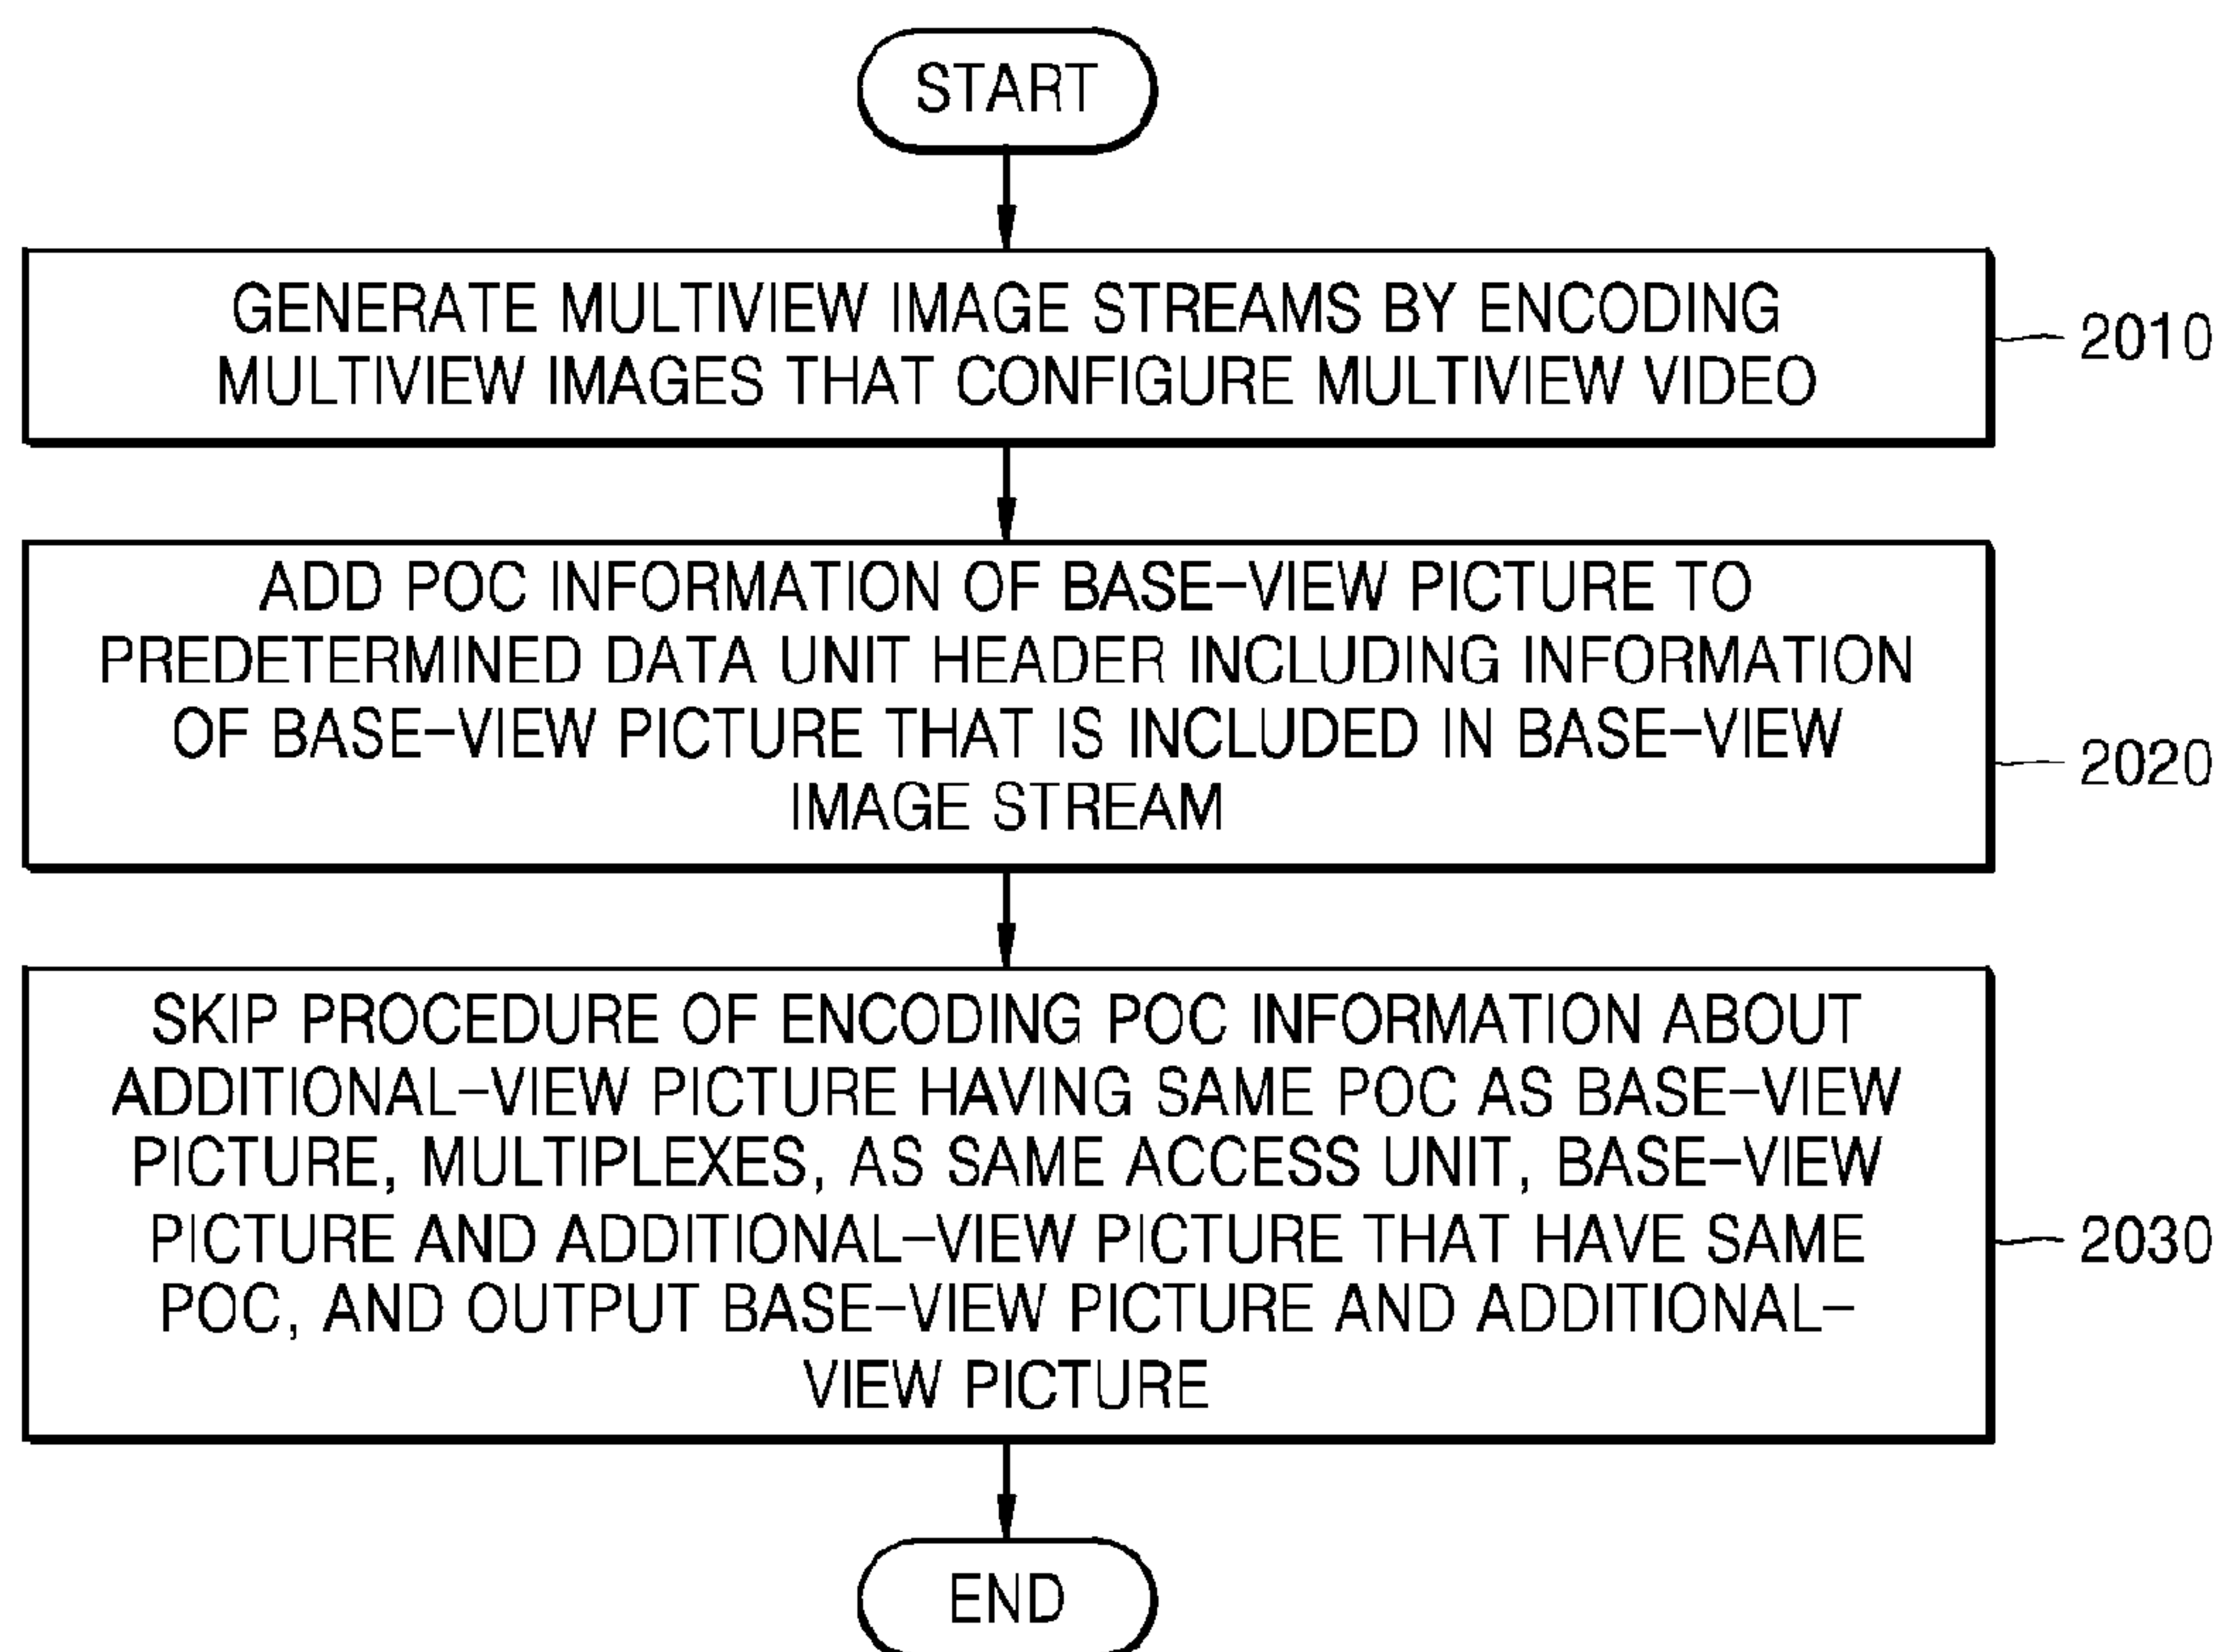 START
GENERATE MULTIVIEW IMAGE STREAMS BY ENCODING
MULTIVIEW IMAGES THAT CONFIGURE MULTIVIEW VIDEO
2010
ADD POC INFORMATION OF BASE-VIEW PICTURE TO
PREDETERMINED DATA UNIT HEADER INCLUDING INFORMATION
OF BASE-VIEW PICTURE THAT IS INCLUDED IN BASE-VIEW
IMAGE STREAM
2020
SKIP PROCEDURE OF ENCODING POC INFORMATION ABOUT
ADDITIONAL-VIEW PICTURE HAVING SAME POC AS BASE-VIEW
PICTURE, MULTIPLEXES, AS SAME ACCESS UNIT, BASE-VIEW
PICTURE AND ADDITIONAL-VIEW PICTURE THAT HAVE SAME
POC, AND OUTPUT BASE-VIEW PICTURE AND ADDITIONAL-
VIEW PICTURE
2030
END